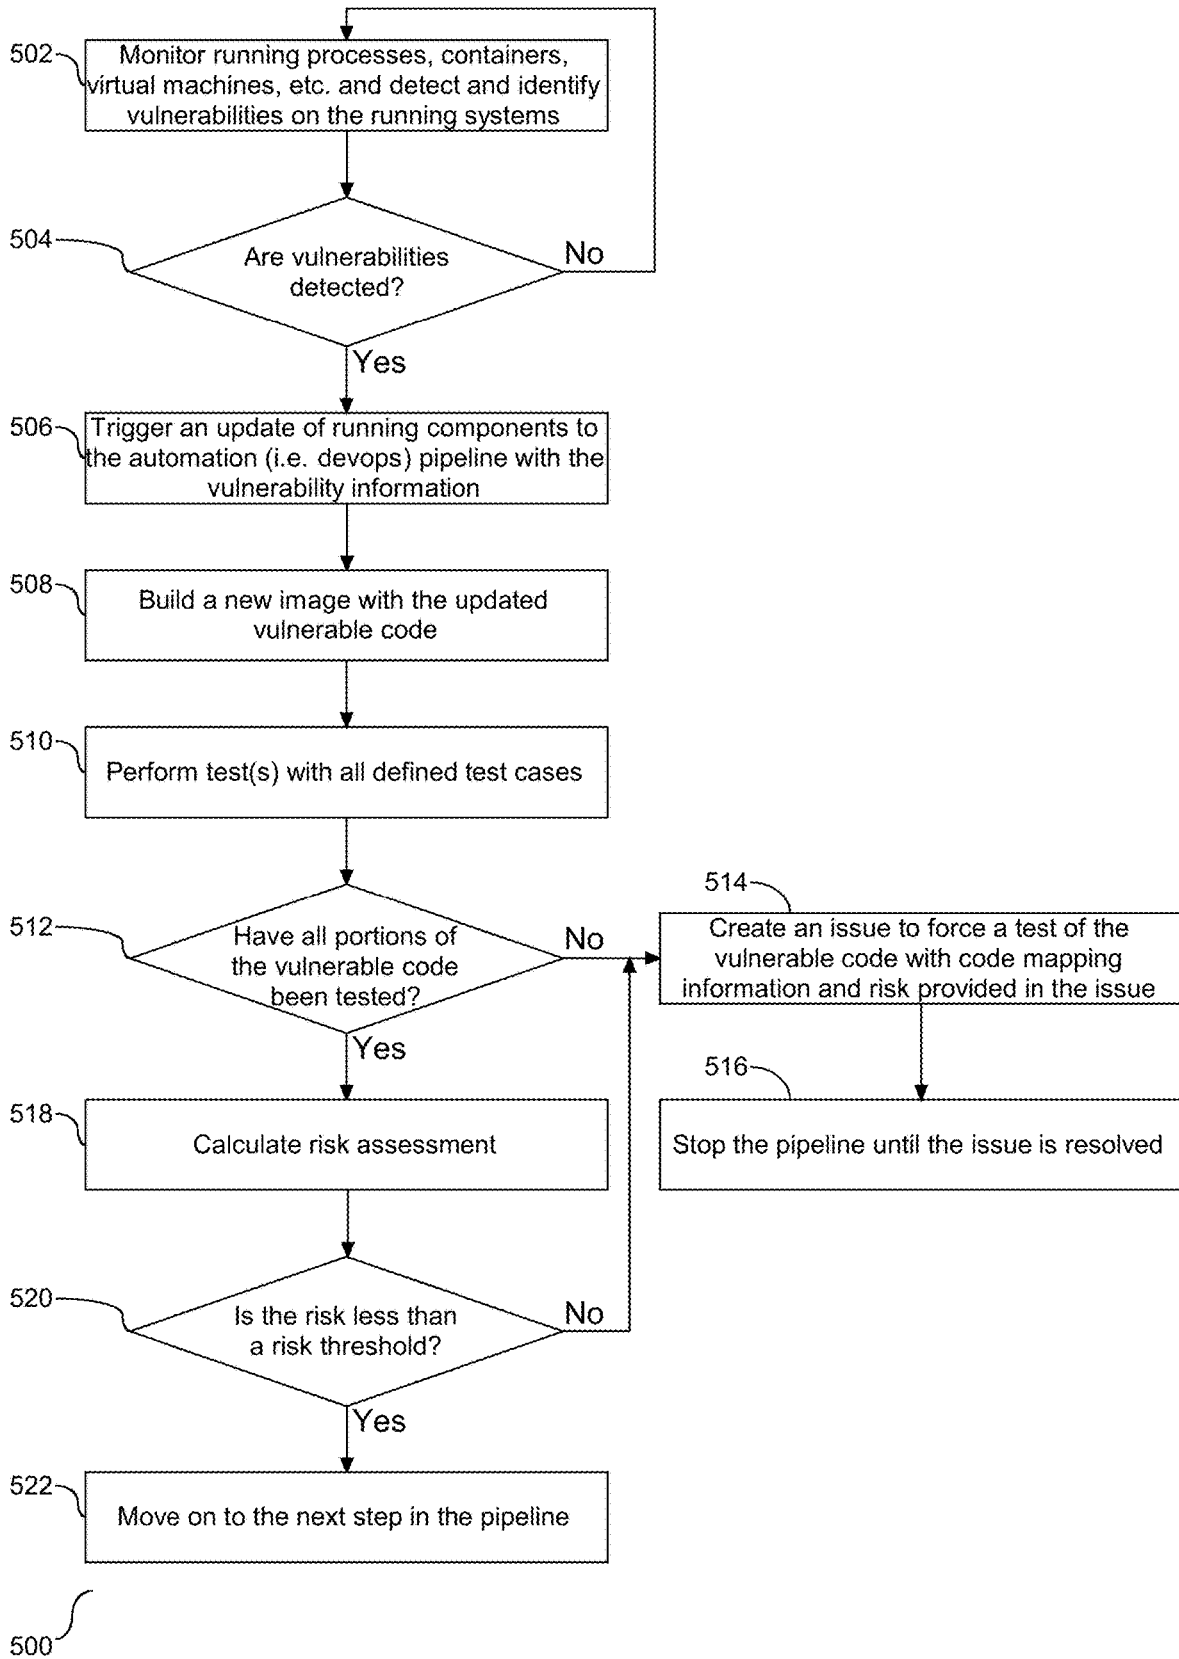 502
Monitor running processes, containers,
virtual machines, etc. and detect and identify
vulnerabilities on the running systems
504
Are vulnerabilities
detected?
No
Yes
506
Trigger an update of running components to
the automation (i.e. devops) pipeline with the
vulnerability information
508
Build a new image with the updated
vulnerable code
510
Perform test(s) with all defined test cases
512
Have all portions of
the vulnerable code
been tested?
No
Yes
514
Create an issue to force a test of the
vulnerable code with code mapping
information and risk provided in the issue
516
Stop the pipeline until the issue is resolved
518
Calculate risk assessment
520
Is the risk less than
a risk threshold?
No
Yes
522
Move on to the next step in the pipeline
500